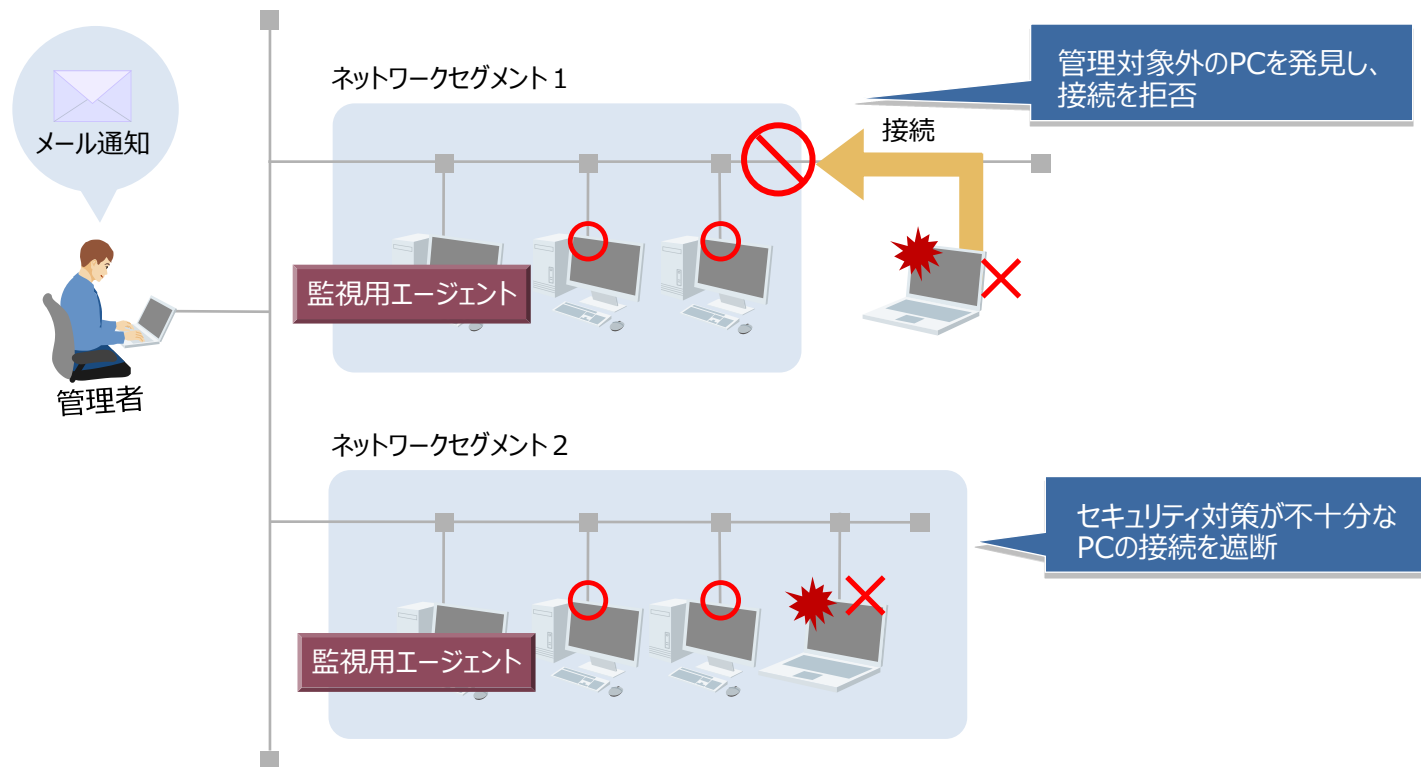 ネットワークセグメント１
管理対象外のPCを発見し、
接続を拒否
メール通知
接続
監視用エージェント
管理者
ネットワークセグメント２
セキュリティ対策が不十分な
PCの接続を遮断
監視用エージェント